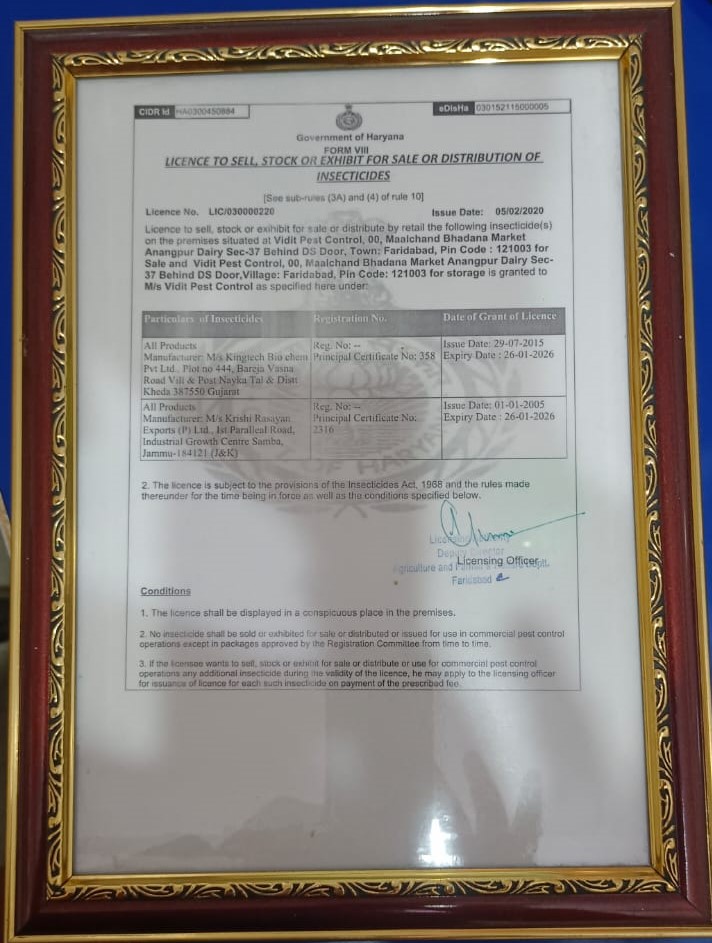 CIDR Id HA0300450884
eDisHa 030152115000005
Government of Haryana
FORM VIII
LICENCE TO SELL, STOCK OR EXHIBIT FOR SALE OR DISTRIBUTION OF
INSECTICIDES
[See sub-rules (3A) and (4) of rule 10]
Licence No. LIC/030000220 Issue Date: 05/02/2020
Licence to sell, stock or exihibit for sale or distribute by retail the following insecticide(s)
on the premises situated at Vidit Pest Control, 00, Maalchand Bhadana Market
Anangpur Dairy Sec-37 Behind DS Door, Town: Faridabad, Pin Code : 121003 for
Sale and Vidit Pest Control, 00, Maalchand Bhadana Market Anangpur Dairy Sec-
37 Behind DS Door,Village: Faridabad, Pin Code: 121003 for storage is granted to
M/s Vidit Pest Control as specified here under:
Particulars of Insecticides Registration No. Date of Grant of Licence
All Products
Manufacturer: M/s Kingtech Bio chem
Pvt Ltd., Plot no 444, Bareja Vasna
Road Vill & Post Nayka Tal & Distt
Kheda 387550 Gujarat
Reg. No: --
Principal Certificate No: 358
Issue Date: 29-07-2015
Expiry Date : 26-01-2026
All Products
Manufacturer: M/s Krishi Rasayan
Exports (P) Ltd., Ist Paralleal Road,
Industrial Growth Centre Samba,
Jammu-184121 (J&K)
Reg. No: --
Principal Certificate No:
2316
Issue Date: 01-01-2005
Expiry Date : 26-01-2026
2. The licence is subject to the provisions of the Insecticides Act, 1968 and the rules made
thereunder for the time being in force as well as the conditions specified below.
Deputy Director
Licensing Officer
Agriculture and
Faridabad
Conditions
1. The licence shall be displayed in a conspicuous place in the premises.
2. No insecticide shall be sold or exhibited for sale or distributed or issued for use in commercial pest control
operations except in packages approved by the Registration Committee from time to time.
3. If the licensee wants to sell, stock or exhibit for sale or distribute or use for commercial pest control
operations any additional insecticide during the validity of the licence, he may apply to the licensing officer
for issuance of licence for each such insecticide on payment of the prescribed fee.